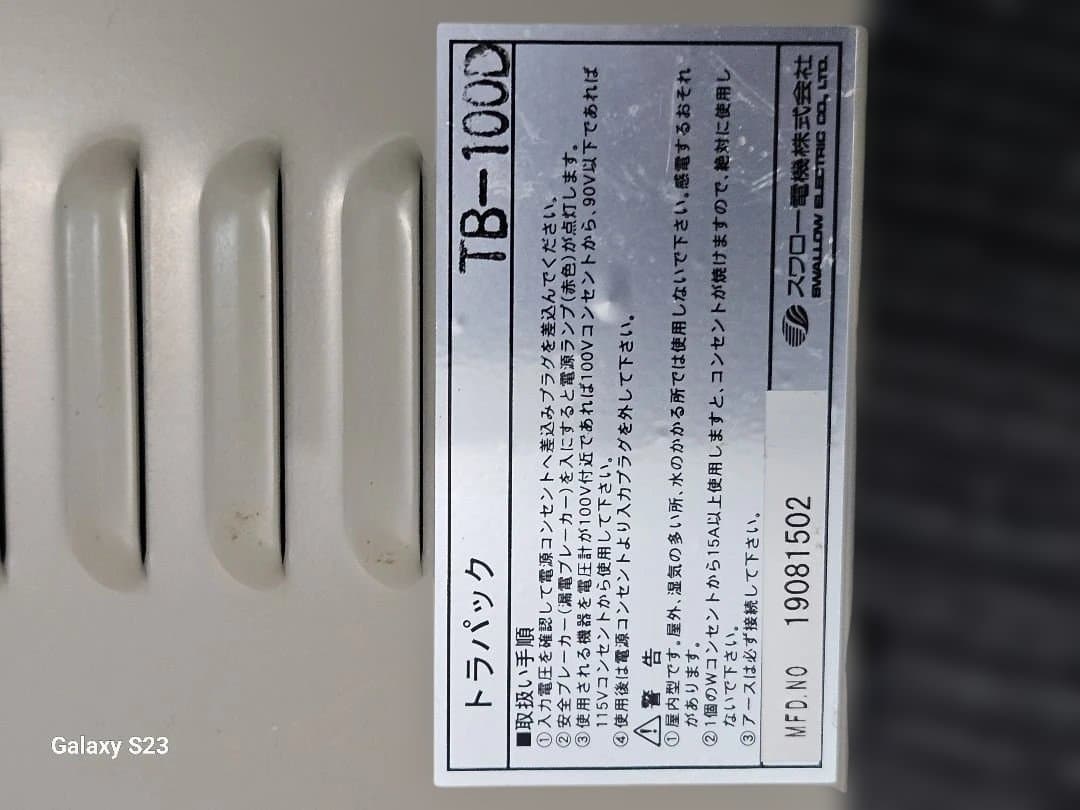 トラパック TB-100D
■取扱い手順
①入力電圧を確認して電源コンセントへ差込みプラグを差込んでください。
②安全ブレーカー(漏電ブレーカー)を入にすると電源ランプ(赤色)が点灯します。
③使用される機器を電圧計が100V付近であれば100Vコンセントから、90V以下であれば
115Vコンセントから使用して下さい。
④使用後は電源コンセントより入力プラグを外して下さい。
警告
①屋内型です。屋外、湿気の多い所、水のかかる所では使用しないで下さい。感電するおそれ
があります。
②1個のWコンセントから15A以上使用しますと、コンセントが焼けますので、絶対に使用し
ないで下さい。
③アースは必ず接続して下さい。
MFD.NO 19081502
スワロー電機株式会社
SWALLOW ELECTRIC CO., LTD.
Galaxy S23